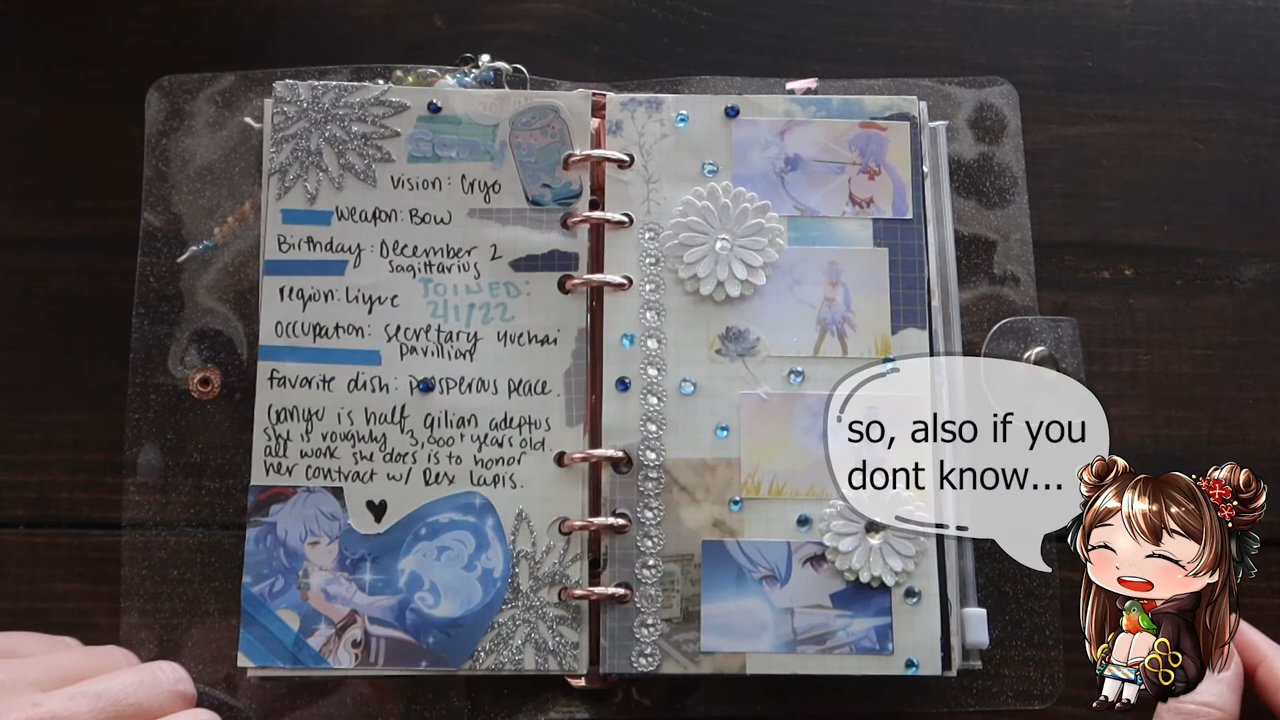 Ganyu
vision: Cryo
weapon: Bow
Birthday: December 2
Sagittarius
region: Liyue
JOINED:
2/1/22
occupation: secretary yuehai
pavillion
favorite dish: prosperous peace.
Ganyu is half qilian adeptus
She is roughly 3,000+ years old.
all work she does is to honor
her contract w/ Rex Lapis.
so, also if you
dont know...